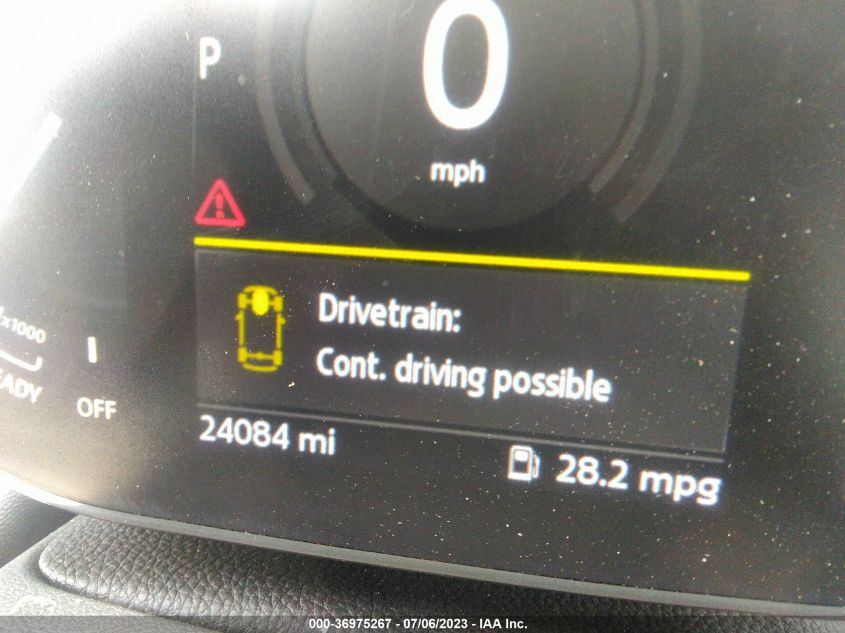 P
0
mph
Drivetrain:
Cont. driving possible
x1000
READY
OFF
24084 mi
28.2 mpg
000-36975267 - 07/06/2023 - IAA Inc.